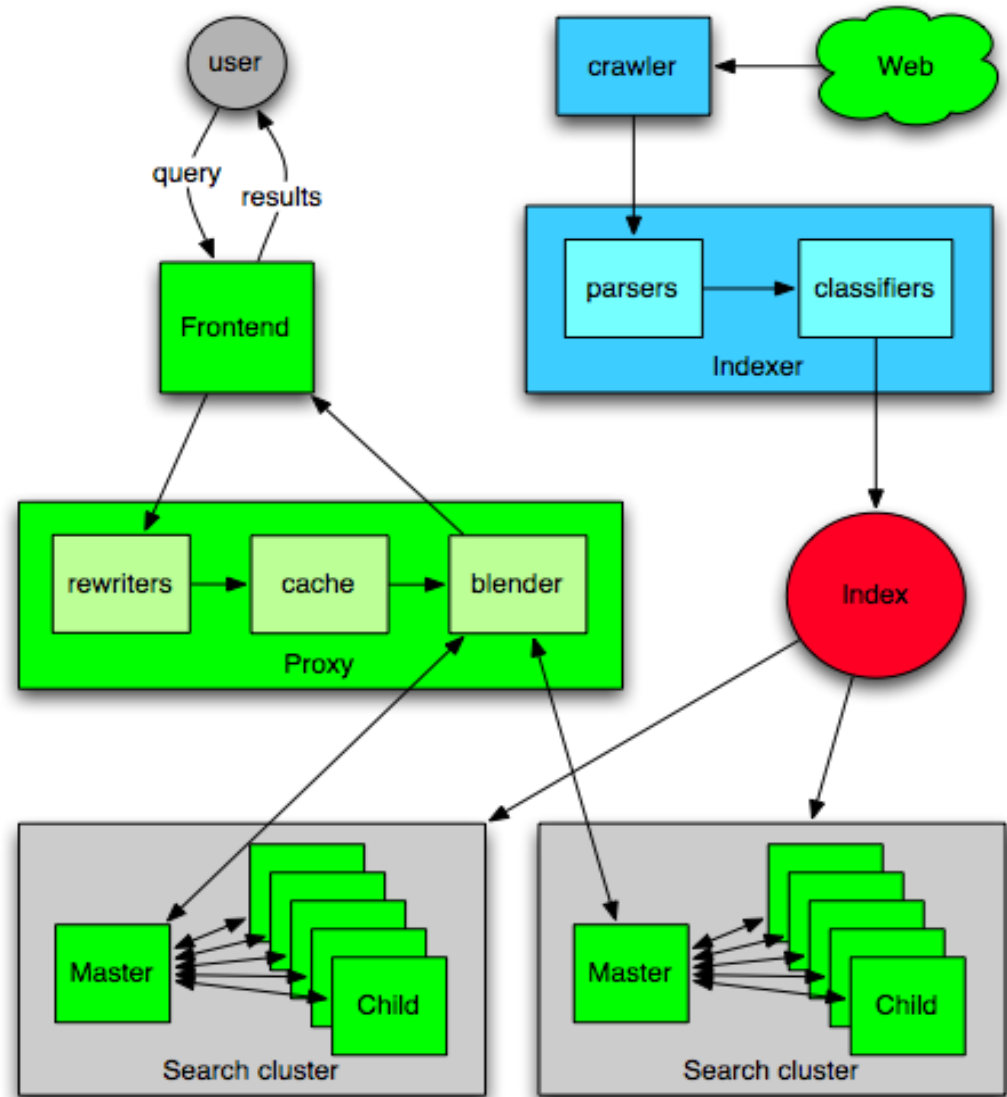 user
crawler
Web
query
results
parsers
classifiers
Indexer
Frontend
rewriters
cache
blender
Proxy
Index
Master
Child
Search cluster
Master
Child
Search cluster